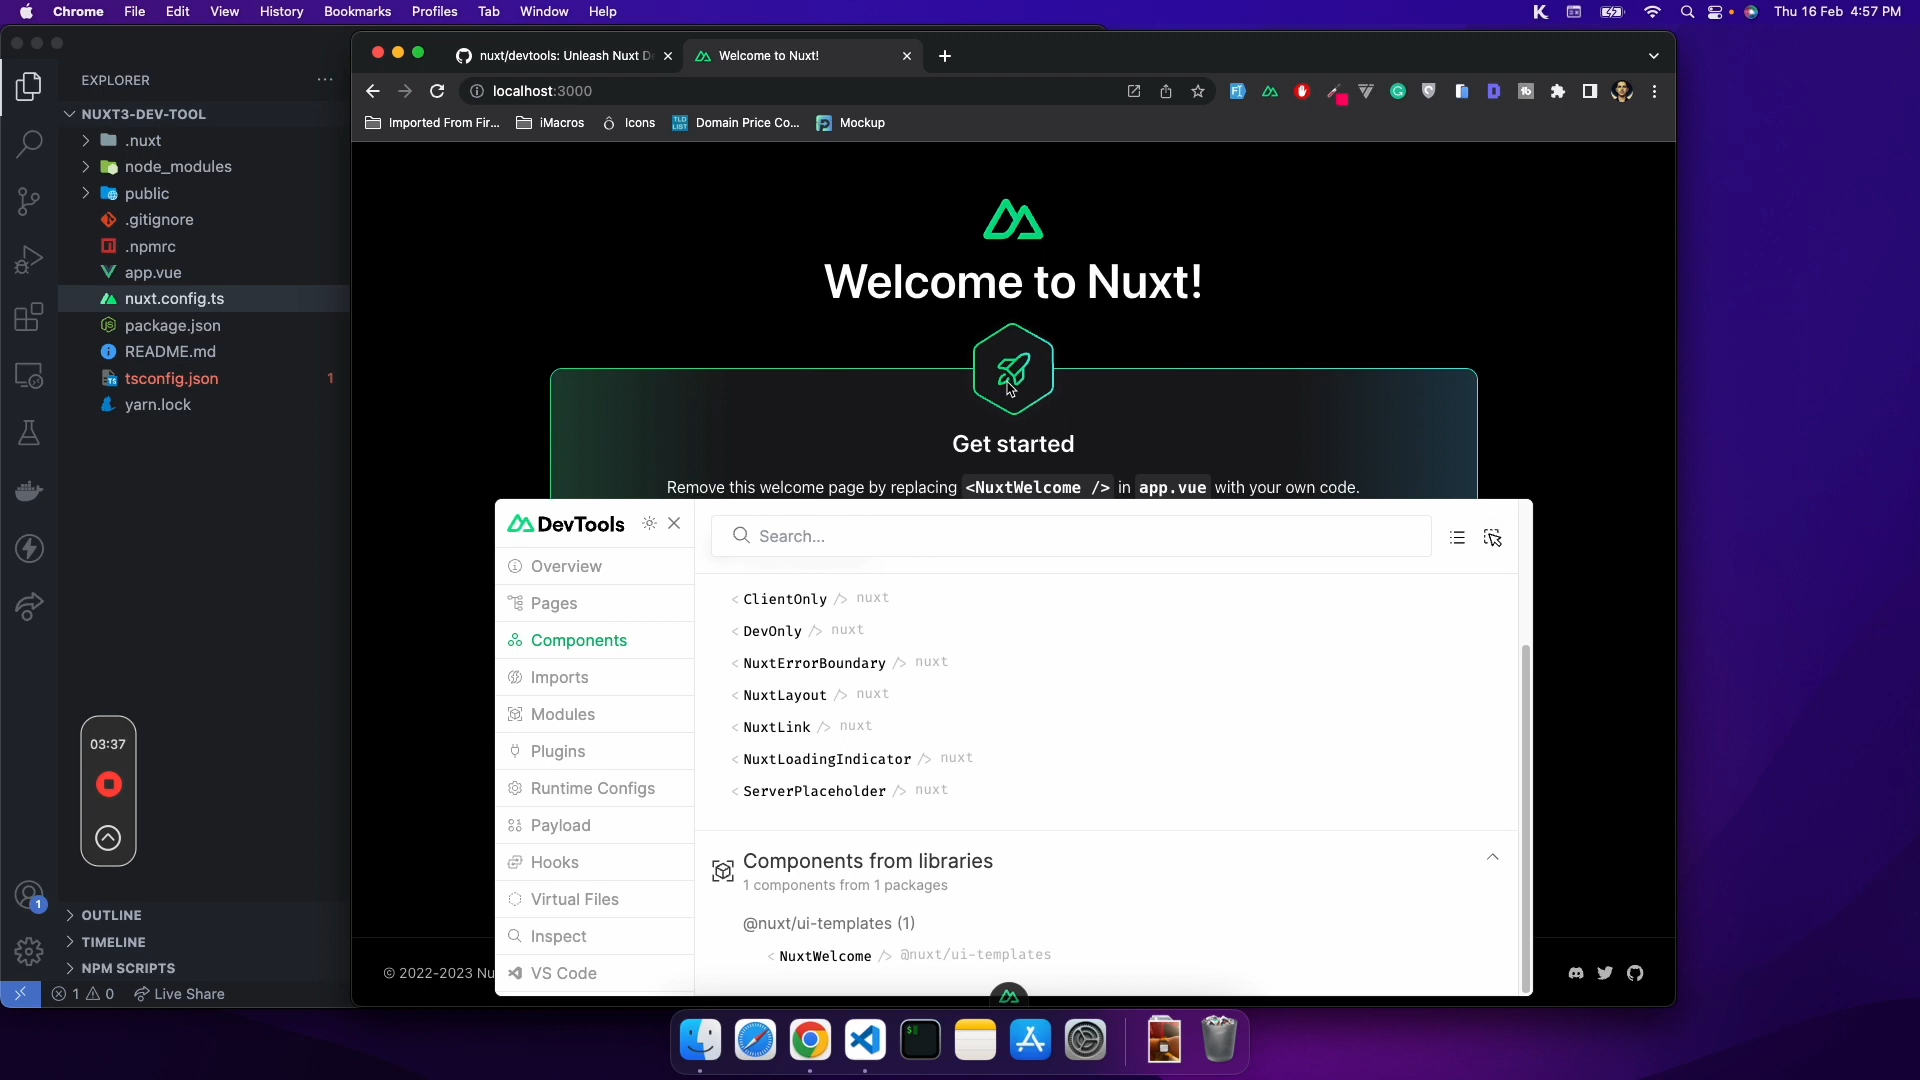 Chrome File Edit View History Bookmarks Profiles Tab Window Help
Thu 16 Feb 4:57 PM
EXPLORER
NUXT3-DEV-TOOL
.nuxt
node_modules
public
.gitignore
.npmrc
app.vue
nuxt.config.ts
package.json
README.md
tsconfig.json 1
yarn.lock
03:37
1
OUTLINE
TIMELINE
NPM SCRIPTS
1 0 Live Share
nuxt/devtools: Unleash Nuxt D
Welcome to Nuxt!
localhost:3000
Imported From Fir...
iMacros
Icons
TLD LIST
Domain Price Co...
Mockup
Welcome to Nuxt!
Get started
Remove this welcome page by replacing <NuxtWelcome /> in app.vue with your own code.
DevTools
Overview
Pages
Components
Imports
Modules
Plugins
Runtime Configs
Payload
Hooks
Virtual Files
Inspect
VS Code
Search...
<ClientOnly /> nuxt
<DevOnly /> nuxt
<NuxtErrorBoundary /> nuxt
<NuxtLayout /> nuxt
<NuxtLink /> nuxt
<NuxtLoadingIndicator /> nuxt
<ServerPlaceholder /> nuxt
Components from libraries
1 components from 1 packages
@nuxt/ui-templates (1)
<NuxtWelcome /> @nuxt/ui-templates
© 2022-2023 Nu